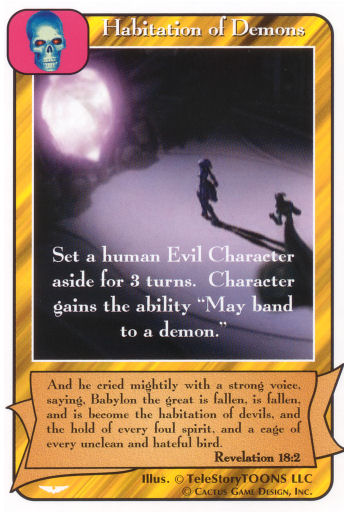 Habitation of Demons
Set a human Evil Character
aside for 3 turns. Character
gains the ability “May band
to a demon.”
And he cried mightily with a strong voice,
saying, Babylon the great is fallen, is fallen,
and is become the habitation of devils, and
the hold of every foul spirit, and a cage of
every unclean and hateful bird.
Revelation 18:2
Illus. © TeleStoryTOONS LLC
© Cactus Game Design, Inc.